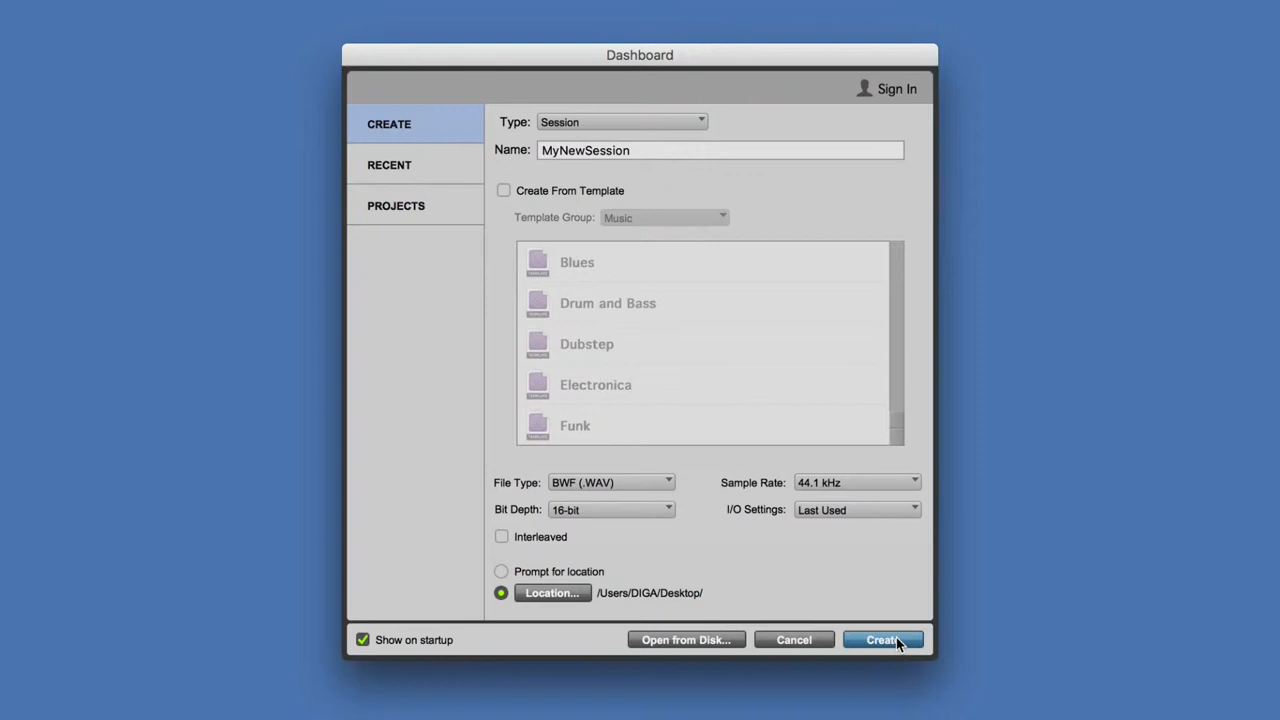 Dashboard
Sign In
CREATE
RECENT
PROJECTS
Type: Session
Name: MyNewSession
Create From Template
Template Group: Music
Blues
Drum and Bass
Dubstep
Electronica
Funk
File Type: BWF (.WAV) Sample Rate: 44.1 kHz
Bit Depth: 16-bit I/O Settings: Last Used
Interleaved
Prompt for location
Location... /Users/DIGA/Desktop/
Show on startup Open from Disk... Cancel Create